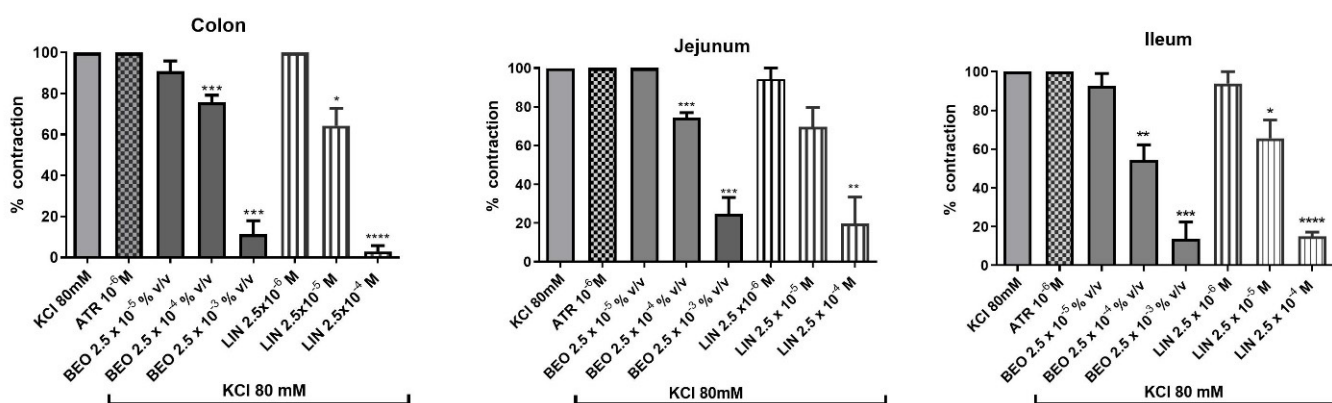 Colon
% contraction
100
80
60
40
20
0
***
***
*
****
KCl 80mM
ATR 10⁻⁶M
BEO 2.5 x 10⁻⁵ % v/v
BEO 2.5 x 10⁻⁴ % v/v
BEO 2.5 x 10⁻³ % v/v
LIN 2.5x10⁻⁶ M
LIN 2.5x10⁻⁵ M
LIN 2.5x10⁻⁴ M
KCl 80 mM
Jejunum
% contraction
100
80
60
40
20
0
***
***
**
KCl 80mM
ATR 10⁻⁶M
BEO 2.5 x 10⁻⁵ % v/v
BEO 2.5 x 10⁻⁴ % v/v
BEO 2.5 x 10⁻³ % v/v
LIN 2.5 x 10⁻⁶ M
LIN 2.5 x 10⁻⁵ M
LIN 2.5 x 10⁻⁴ M
KCl 80mM
Ileum
% contraction
100
80
60
40
20
0
**
***
*
****
KCl 80mM
ATR 10⁻⁶M
BEO 2.5 x 10⁻⁵ % v/v
BEO 2.5 x 10⁻⁴ % v/v
BEO 2.5 x 10⁻³ % v/v
LIN 2.5 x 10⁻⁶ M
LIN 2.5 x 10⁻⁵ M
LIN 2.5 x 10⁻⁴ M
KCl 80 mM